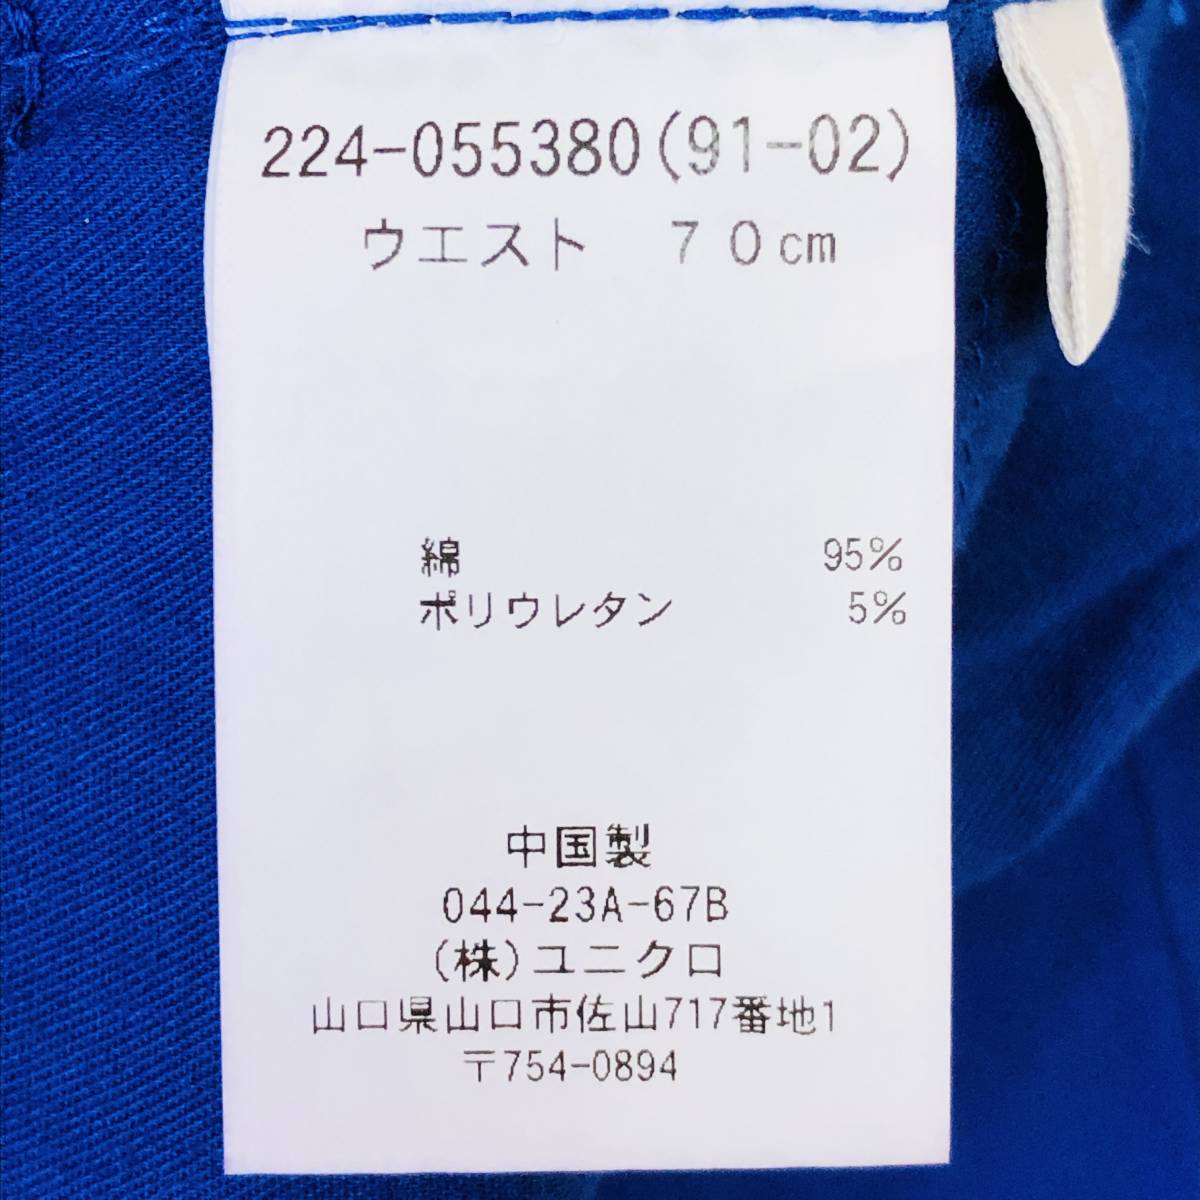 224-055380(91-02)
ウエスト 70cm
綿 95%
ポリウレタン 5%
中国製
044-23A-67B
(株)ユニクロ
山口県山口市佐山717番地1
〒754-0894